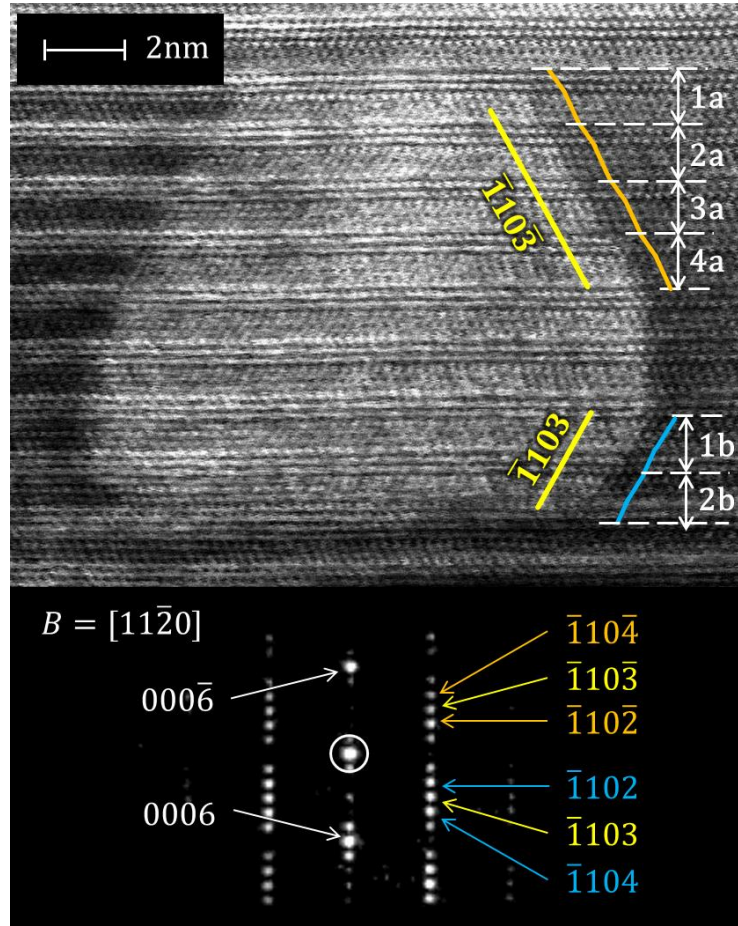 2nm
1a
2a
3a
4a
1̅103̅
1̅103
1b
2b
B = [112̅0]
0006̅
0006
1̅104̅
1̅103̅
1̅102̅
1̅102
1̅103
1̅104